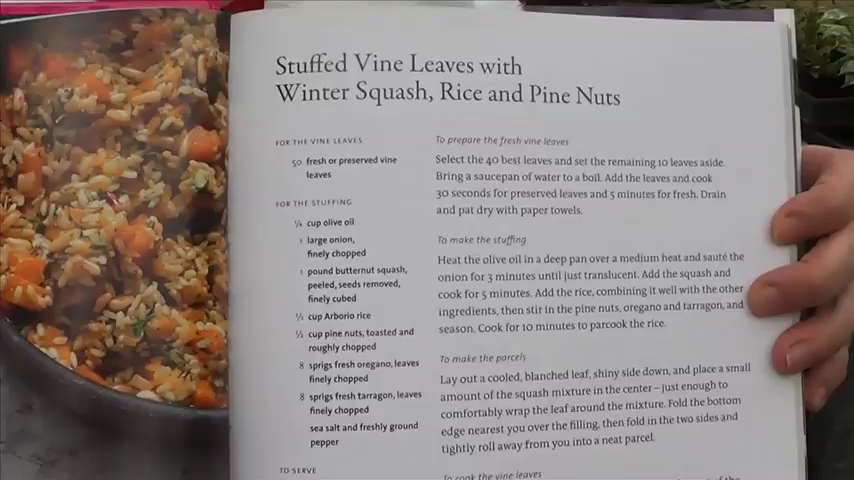 Stuffed Vine Leaves with
Winter Squash, Rice and Pine Nuts
FOR THE VINE LEAVES
50 fresh or preserved vine
leaves
FOR THE STUFFING
¼ cup olive oil
1 large onion,
finely chopped
1 pound butternut squash,
peeled, seeds removed,
finely cubed
½ cup Arborio rice
½ cup pine nuts, toasted and
roughly chopped
8 sprigs fresh oregano, leaves
finely chopped
8 sprigs fresh tarragon, leaves
finely chopped
sea salt and freshly ground
pepper
TO SERVE
To prepare the fresh vine leaves
Select the 40 best leaves and set the remaining 10 leaves aside.
Bring a saucepan of water to a boil. Add the leaves and cook
30 seconds for preserved leaves and 5 minutes for fresh. Drain
and pat dry with paper towels.
To make the stuffing
Heat the olive oil in a deep pan over a medium heat and sauté the
onion for 3 minutes until just translucent. Add the squash and
cook for 5 minutes. Add the rice, combining it well with the other
ingredients, then stir in the pine nuts, oregano and tarragon, and
season. Cook for 10 minutes to parcook the rice.
To make the parcels
Lay out a cooled, blanched leaf, shiny side down, and place a small
amount of the squash mixture in the center – just enough to
comfortably wrap the leaf around the mixture. Fold the bottom
edge nearest you over the filling, then fold in the two sides and
tightly roll away from you into a neat parcel.
To cook the vine leaves